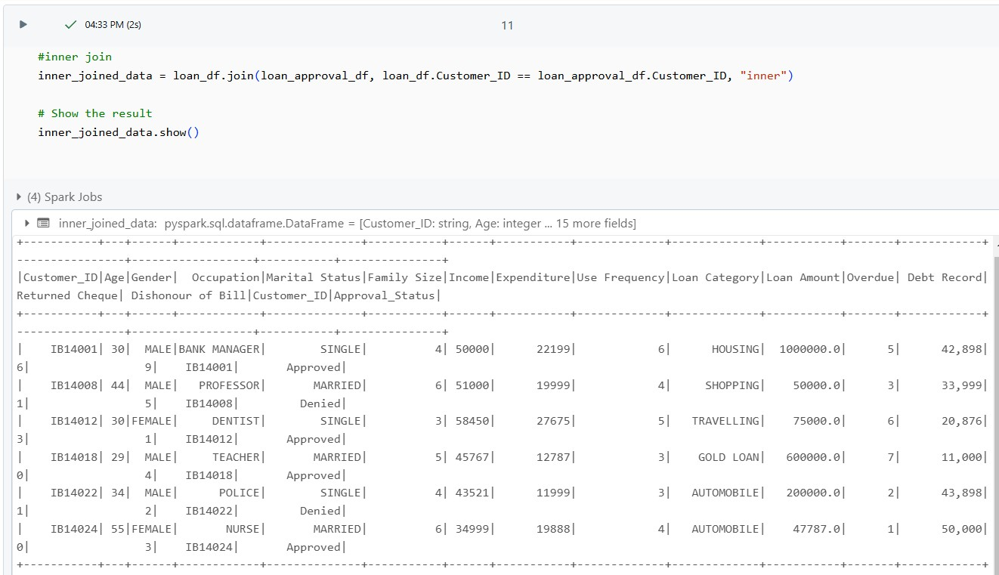 04:33 PM (2s)
11
#inner join
inner_joined_data = loan_df.join(loan_approval_df, loan_df.Customer_ID == loan_approval_df.Customer_ID, "inner")
# Show the result
inner_joined_data.show()
(4) Spark Jobs
inner_joined_data: pyspark.sql.dataframe.DataFrame = [Customer_ID: string, Age: integer ... 15 more fields]
+-----------+---+------+------------+--------------+-----------+------+-----------+-------------+-------------+-----------+-------+------------+
----------------+-------------------+-----------+---------------+
|Customer_ID|Age|Gender|  Occupation|Marital Status|Family Size|Income|Expenditure|Use Frequency|Loan Category|Loan Amount|Overdue| Debt Record|
Returned Cheque| Dishonour of Bill|Customer_ID|Approval_Status|
+-----------+---+------+------------+--------------+-----------+------+-----------+-------------+-------------+-----------+-------+------------+
----------------+-------------------+-----------+---------------+
|    IB14001| 30|  MALE|BANK MANAGER|        SINGLE|          4| 50000|      22199|            6|      HOUSING|  1000000.0|      5|      42,898|
6|                 9|    IB14001|       Approved|
|    IB14008| 44|  MALE|   PROFESSOR|       MARRIED|          6| 51000|      19999|            4|     SHOPPING|    50000.0|      3|      33,999|
1|                 5|    IB14008|         Denied|
|    IB14012| 30|FEMALE|     DENTIST|        SINGLE|          3| 58450|      27675|            5|   TRAVELLING|    75000.0|      6|      20,876|
3|                 1|    IB14012|       Approved|
|    IB14018| 29|  MALE|     TEACHER|       MARRIED|          5| 45767|      12787|            3|    GOLD LOAN|   600000.0|      7|      11,000|
0|                 4|    IB14018|       Approved|
|    IB14022| 34|  MALE|      POLICE|        SINGLE|          4| 43521|      11999|            3|   AUTOMOBILE|   200000.0|      2|      43,898|
1|                 2|    IB14022|         Denied|
|    IB14024| 55|FEMALE|       NURSE|       MARRIED|          6| 34999|      19888|            4|   AUTOMOBILE|    47787.0|      1|      50,000|
0|                 3|    IB14024|       Approved|
+-----------+---+------+------------+--------------+-----------+------+-----------+-------------+-------------+-----------+-------+------------+